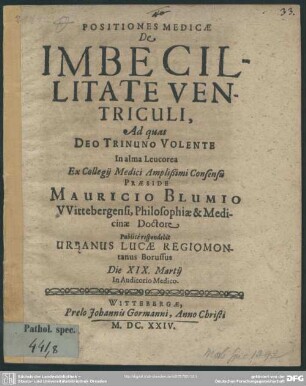 33.
POSITIONES MEDICÆ
De
IMBECIL-
LITATE VEN-
TRICULI,
Ad quas
DEO TRINUNO VOLENTE
In alma Leucorea
Ex Collegij Medici Amplissimi Consensu
PRÆSIDE
MAURICIO BLUMIO
VVittebergensi, Philosophiæ & Medi-
cinæ Doctore
Publicè respondebit
URBANUS LUCÆ REGIOMON-
tanus Borussus
Die XIX. Martij
In Auditorio Medico.
WITTEBERGÆ,
Prelo Johannis Gormanni, Anno Christi
M. DC. XXIV.
Pathol. spec.
441/8